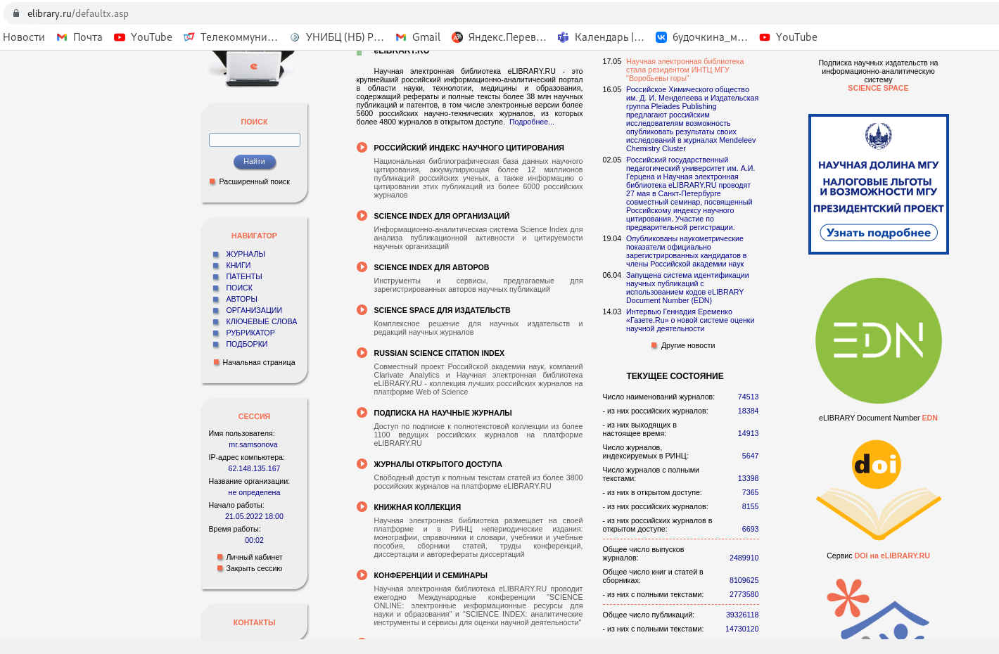 elibrary.ru/defaultx.asp
Новости Почта YouTube Телекоммуни... УНИБЦ (НБ) Р... Gmail Яндекс.Перев... Календарь |... будочкина_м... YouTube
e
ПОИСК
Найти
Расширенный поиск
НАВИГАТОР
ЖУРНАЛЫ
КНИГИ
ПАТЕНТЫ
ПОИСК
АВТОРЫ
ОРГАНИЗАЦИИ
КЛЮЧЕВЫЕ СЛОВА
РУБРИКАТОР
ПОДБОРКИ
Начальная страница
СЕССИЯ
Имя пользователя:
mr.samsonova
IP-адрес компьютера:
62.148.135.167
Название организации:
не определена
Начало работы:
21.05.2022 18:00
Время работы:
00:02
Личный кабинет
Закрыть сессию
КОНТАКТЫ
eLIBRARY.RU
Научная электронная библиотека eLIBRARY.RU - это
крупнейший российский информационно-аналитический портал
в области науки, технологии, медицины и образования,
содержащий рефераты и полные тексты более 38 млн научных
публикаций и патентов, в том числе электронные версии более
5600 российских научно-технических журналов, из которых
более 4800 журналов в открытом доступе. Подробнее...
РОССИЙСКИЙ ИНДЕКС НАУЧНОГО ЦИТИРОВАНИЯ
Национальная библиографическая база данных научного
цитирования, аккумулирующая более 12 миллионов
публикаций российских ученых, а также информацию о
цитировании этих публикаций из более 6000 российских
журналов
SCIENCE INDEX ДЛЯ ОРГАНИЗАЦИЙ
Информационно-аналитическая система Science Index для
анализа публикационной активности и цитируемости
научных организаций
SCIENCE INDEX ДЛЯ АВТОРОВ
Инструменты и сервисы, предлагаемые для
зарегистрированных авторов научных публикаций
SCIENCE SPACE ДЛЯ ИЗДАТЕЛЬСТВ
Комплексное решение для научных издательств и
редакций научных журналов
RUSSIAN SCIENCE CITATION INDEX
Совместный проект Российской академии наук, компаний
Clarivate Analytics и Научная электронная библиотека
eLIBRARY.RU - коллекция лучших российских журналов на
платформе Web of Science
ПОДПИСКА НА НАУЧНЫЕ ЖУРНАЛЫ
Доступ по подписке к полнотекстовой коллекции из более
1100 ведущих российских журналов на платформе
eLIBRARY.RU
ЖУРНАЛЫ ОТКРЫТОГО ДОСТУПА
Свободный доступ к полным текстам статей из более 3800
российских журналов на платформе eLIBRARY.RU
КНИЖНАЯ КОЛЛЕКЦИЯ
Научная электронная библиотека размещает на своей
платформе и в РИНЦ непериодические издания:
монографии, справочники и словари, учебники и учебные
пособия, сборники статей, труды конференций,
диссертации и авторефераты диссертаций
КОНФЕРЕНЦИИ И СЕМИНАРЫ
Научная электронная библиотека eLIBRARY.RU проводит
ежегодно Международные конференции "SCIENCE
ONLINE: электронные информационные ресурсы для
науки и образования" и "SCIENCE INDEX: аналитические
инструменты и сервисы для оценки научной деятельности"
17.05 Научная электронная библиотека
стала резидентом ИНТЦ МГУ
"Воробьевы горы"
16.05 Российское Химического общество
им. Д. И. Менделеева и Издательская
группа Pleiades Publishing
предлагают российским
исследователям возможность
опубликовать результаты своих
исследований в журналах Mendeleev
Chemistry Cluster
02.05 Российский государственный
педагогический университет им. А.И.
Герцена и Научная электронная
библиотека eLIBRARY.RU проводят
27 мая в Санкт-Петербурге
совместный семинар, посвященный
Российскому индексу научного
цитирования. Участие по
предварительной регистрации.
19.04 Опубликованы наукометрические
показатели официально
зарегистрированных кандидатов в
члены Российской академии наук
06.04 Запущена система идентификации
научных публикаций с
использованием кодов eLIBRARY
Document Number (EDN)
14.03 Интервью Геннадия Еременко
«Газете.Ru» о новой системе оценки
научной деятельности
Другие новости
ТЕКУЩЕЕ СОСТОЯНИЕ
Число наименований журналов: 74513
- из них российских журналов: 18384
- из них выходящих в
настоящее время: 14913
Число журналов,
индексируемых в РИНЦ: 5647
Число журналов с полными
текстами: 13398
- из них в открытом доступе: 7365
- из них российских журналов: 8155
- из них российских журналов в
открытом доступе: 6693
Общее число выпусков
журналов: 2489910
Общее число книг и статей в
сборниках: 8109625
- из них с полными текстами: 2773580
Общее число публикаций: 39326118
- из них с полными текстами: 14730120
Подписка научных издательств на
информационно-аналитическую
систему
SCIENCE SPACE
НАУЧНАЯ ДОЛИНА МГУ
НАЛОГОВЫЕ ЛЬГОТЫ
И ВОЗМОЖНОСТИ МГУ
ПРЕЗИДЕНТСКИЙ ПРОЕКТ
Узнать подробнее
EDN
eLIBRARY Document Number EDN
doi
Сервис DOI на eLIBRARY.RU